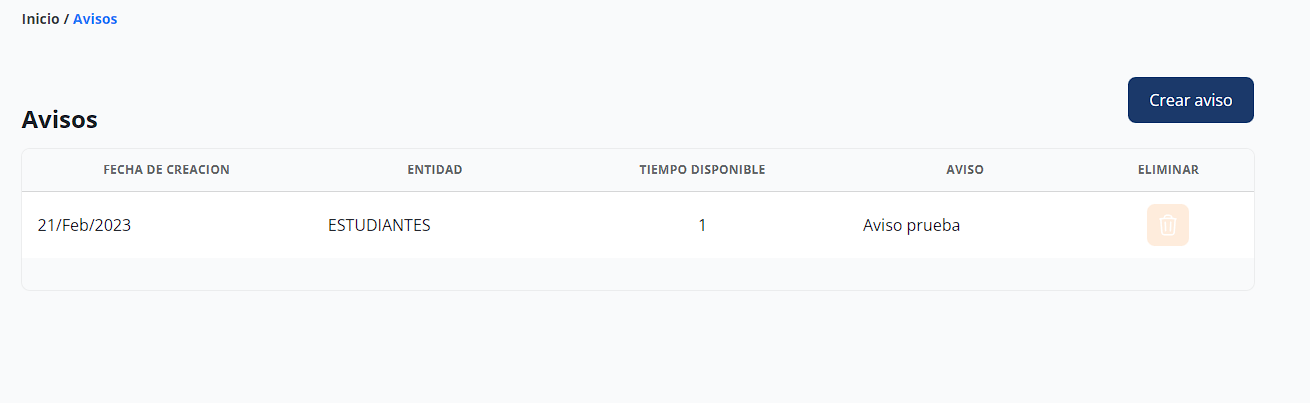 Inicio / Avisos
Crear aviso
Avisos
FECHA DE CREACION ENTIDAD TIEMPO DISPONIBLE AVISO ELIMINAR
21/Feb/2023 ESTUDIANTES 1 Aviso prueba